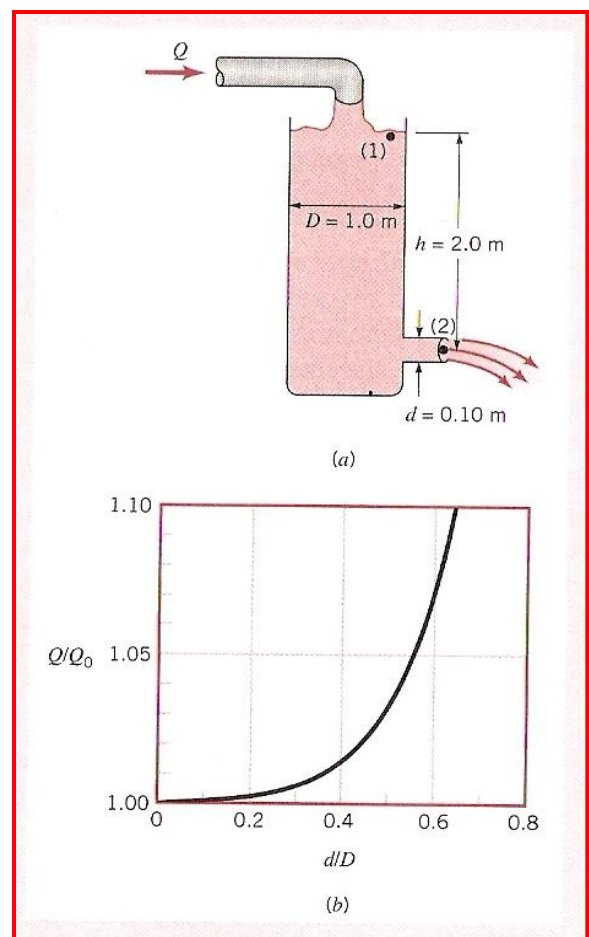 Q
(1)
D = 1.0 m
h = 2.0 m
(2)
d = 0.10 m
(a)
1.10
Q/Q0 1.05
1.00
0 0.2 0.4 0.6 0.8
d/D
(b)